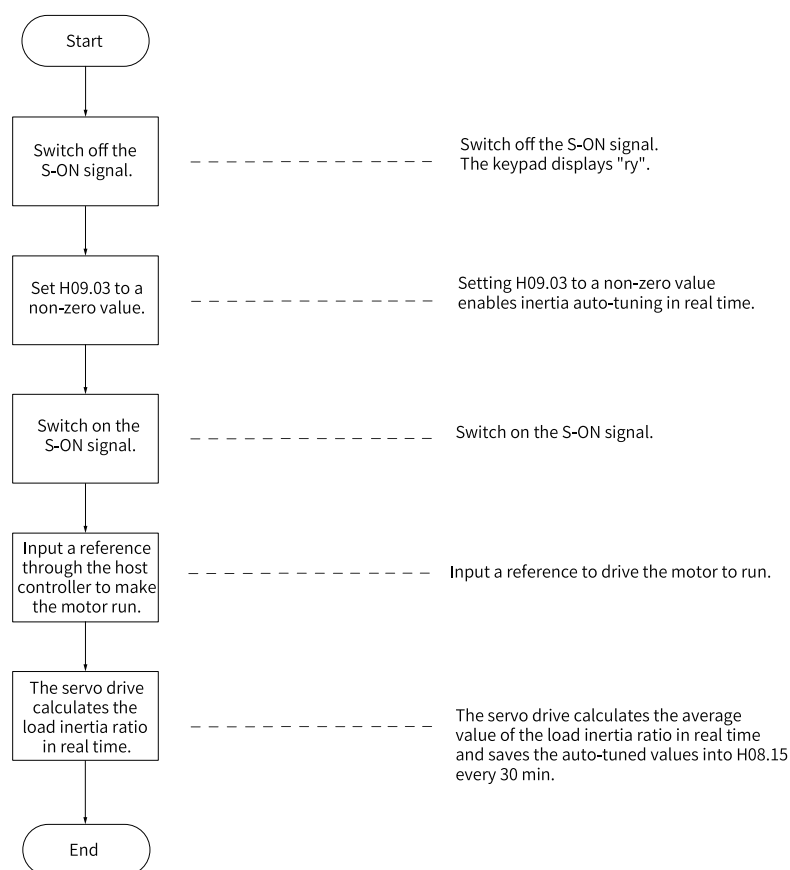 Start
Switch off the
S-ON signal.
Switch off the S-ON signal.
The keypad displays "ry".
Set H09.03 to a
non-zero value.
Setting H09.03 to a non-zero value
enables inertia auto-tuning in real time.
Switch on the
S-ON signal.
Switch on the S-ON signal.
Input a reference
through the host
controller to make
the motor run.
Input a reference to drive the motor to run.
The servo drive
calculates the
load inertia ratio
in real time.
The servo drive calculates the average
value of the load inertia ratio in real time
and saves the auto-tuned values into H08.15
every 30 min.
End